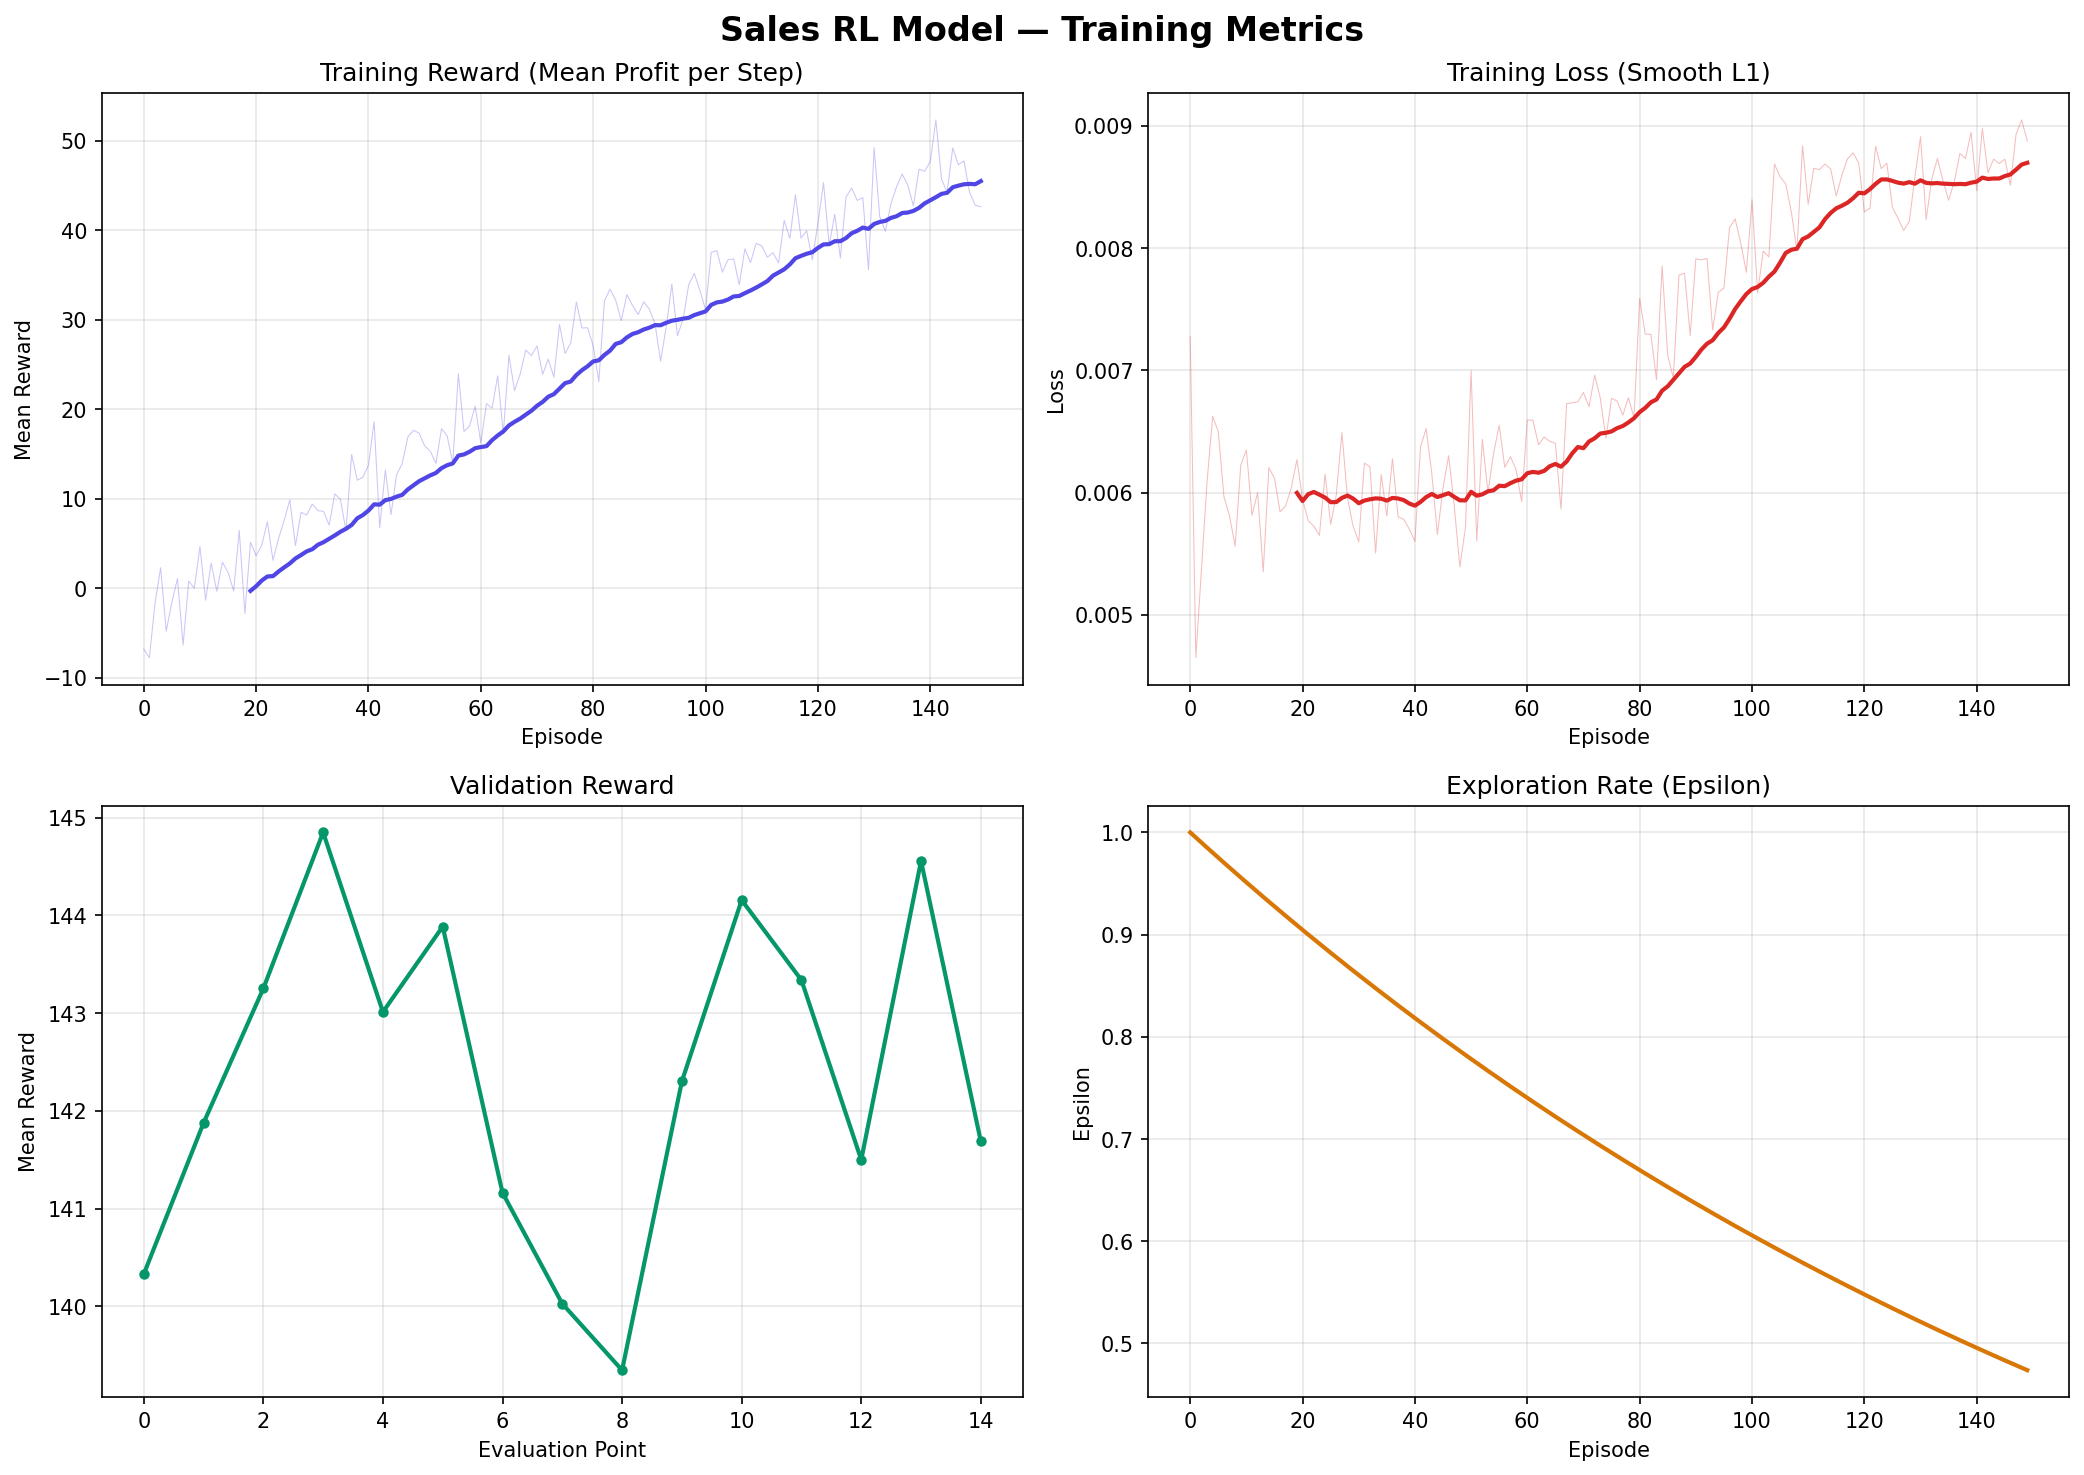 Sales RL Model — Training Metrics
Training Reward (Mean Profit per Step)
Mean Reward
50
40
30
20
10
0
−10
0 20 40 60 80 100 120 140
Episode
Training Loss (Smooth L1)
Loss
0.009
0.008
0.007
0.006
0.005
0 20 40 60 80 100 120 140
Episode
Validation Reward
Mean Reward
145
144
143
142
141
140
0 2 4 6 8 10 12 14
Evaluation Point
Exploration Rate (Epsilon)
Epsilon
1.0
0.9
0.8
0.7
0.6
0.5
0 20 40 60 80 100 120 140
Episode